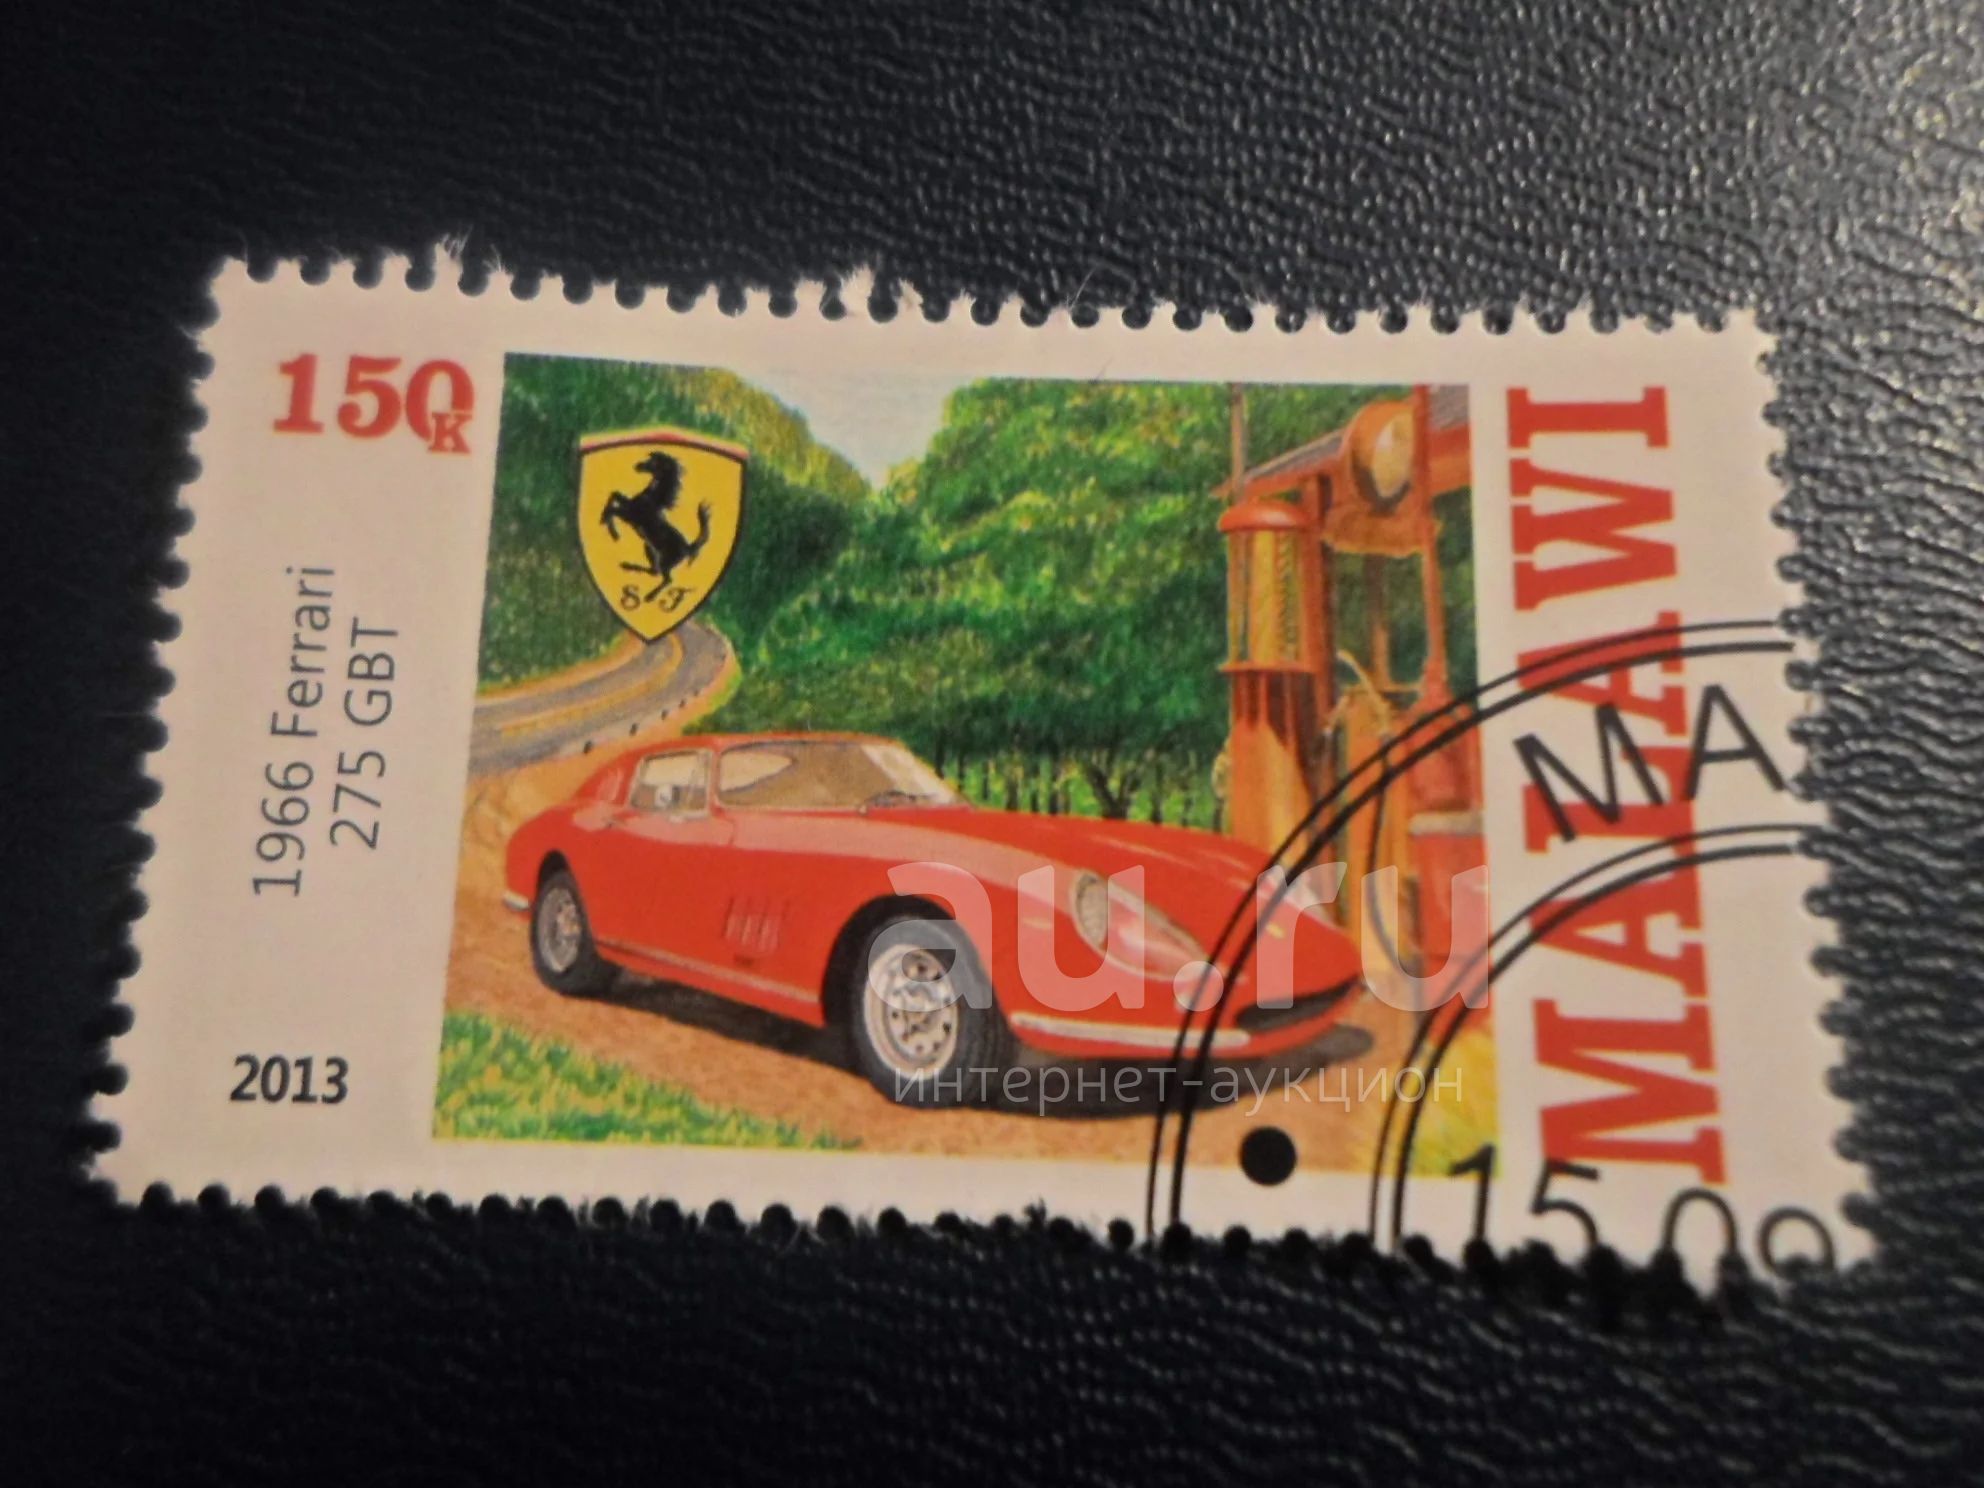 150K
1966 Ferrari
275 GBT
2013
S F
MALAWI
MA
15.09
au.ru
интернет-аукцион